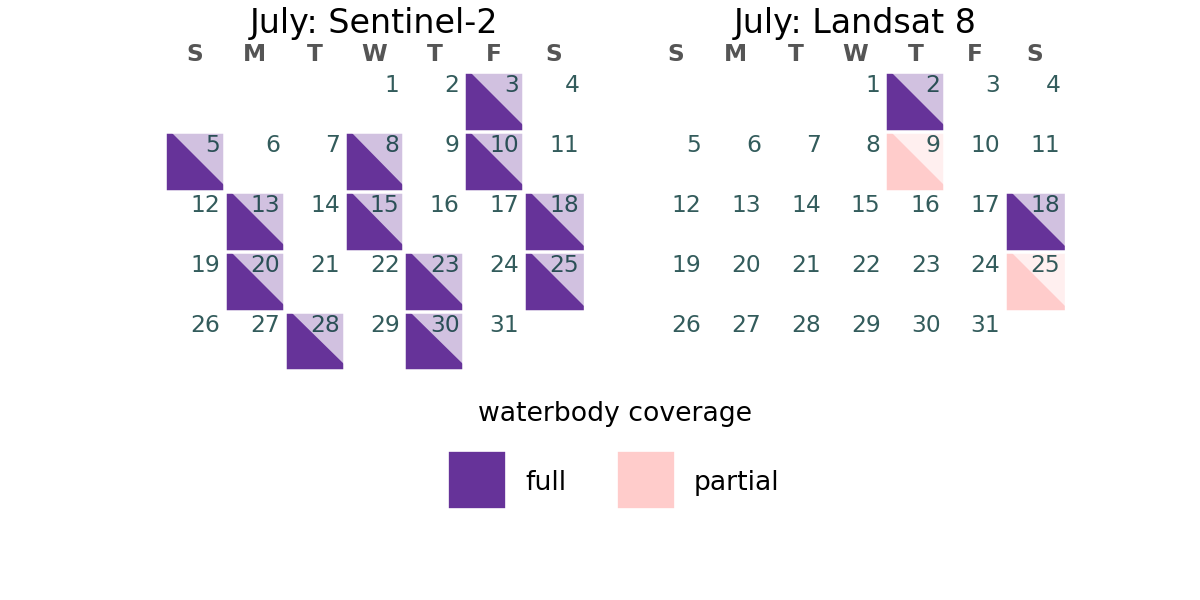 July: Sentinel-2
S M T W T F S
1 2 3 4
5 6 7 8 9 10 11
12 13 14 15 16 17 18
19 20 21 22 23 24 25
26 27 28 29 30 31
July: Landsat 8
S M T W T F S
1 2 3 4
5 6 7 8 9 10 11
12 13 14 15 16 17 18
19 20 21 22 23 24 25
26 27 28 29 30 31
waterbody coverage
full
partial